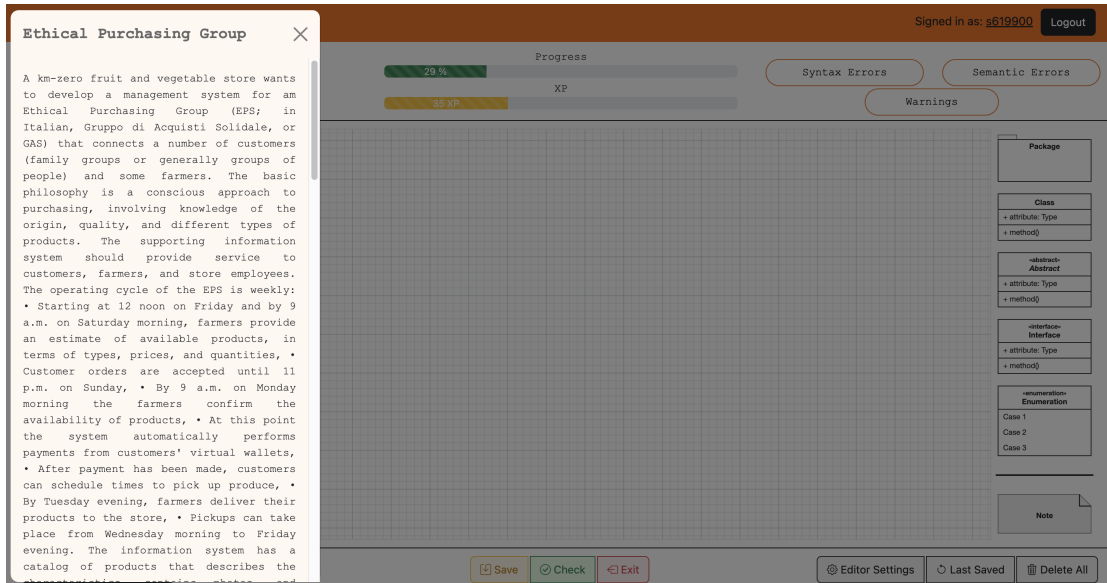 Ethical Purchasing Group
A km-zero fruit and vegetable store wants
to develop a management system for am
Ethical Purchasing Group (EPS; in
Italian, Gruppo di Acquisti Solidale, or
GAS) that connects a number of customers
(family groups or generally groups of
people) and some farmers. The basic
philosophy is a conscious approach to
purchasing, involving knowledge of the
origin, quality, and different types of
products. The supporting information
system should provide service to
customers, farmers, and store employees.
The operating cycle of the EPS is weekly:
• Starting at 12 noon on Friday and by 9
a.m. on Saturday morning, farmers provide
an estimate of available products, in
terms of types, prices, and quantities, •
Customer orders are accepted until 11
p.m. on Sunday, • By 9 a.m. on Monday
morning the farmers confirm the
availability of products, • At this point
the system automatically performs
payments from customers' virtual wallets,
• After payment has been made, customers
can schedule times to pick up produce, •
By Tuesday evening, farmers deliver their
products to the store, • Pickups can take
place from Wednesday morning to Friday
evening. The information system has a
catalog of products that describes the
Signed in as: s619900
Logout
Progress
29 %
XP
85 XP
Syntax Errors
Semantic Errors
Warnings
Package
Class
+ attribute: Type
+ method()
«abstract»
Abstract
+ attribute: Type
+ method()
«interface»
Interface
+ attribute: Type
+ method()
«enumeration»
Enumeration
Case 1
Case 2
Case 3
Note
Save
Check
Exit
Editor Settings
Last Saved
Delete All